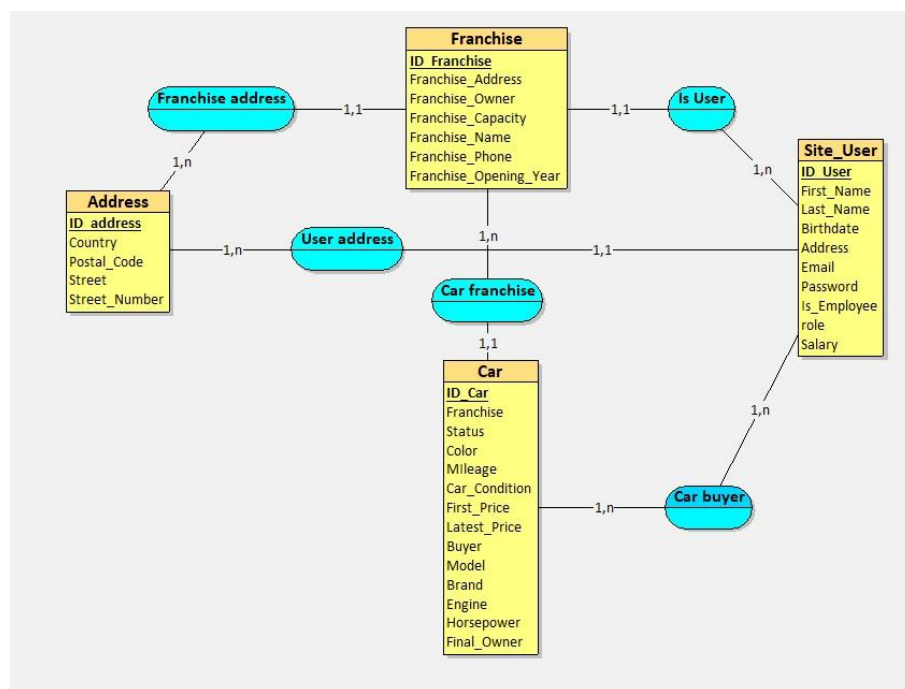 Franchise
ID_Franchise
Franchise_Address
Franchise_Owner
Franchise_Capacity
Franchise_Name
Franchise_Phone
Franchise_Opening_Year
Franchise address
1,1
1,n
1,1
Is User
1,n
Site_User
ID_User
First_Name
Last_Name
Birthdate
Address
Email
Password
Is_Employee
role
Salary
Address
ID_address
Country
Postal_Code
Street
Street_Number
1,n
User address
1,n
1,1
Car franchise
1,1
Car
ID_Car
Franchise
Status
Color
MIleage
Car_Condition
First_Price
Latest_Price
Buyer
Model
Brand
Engine
Horsepower
Final_Owner
1,n
Car buyer
1,n